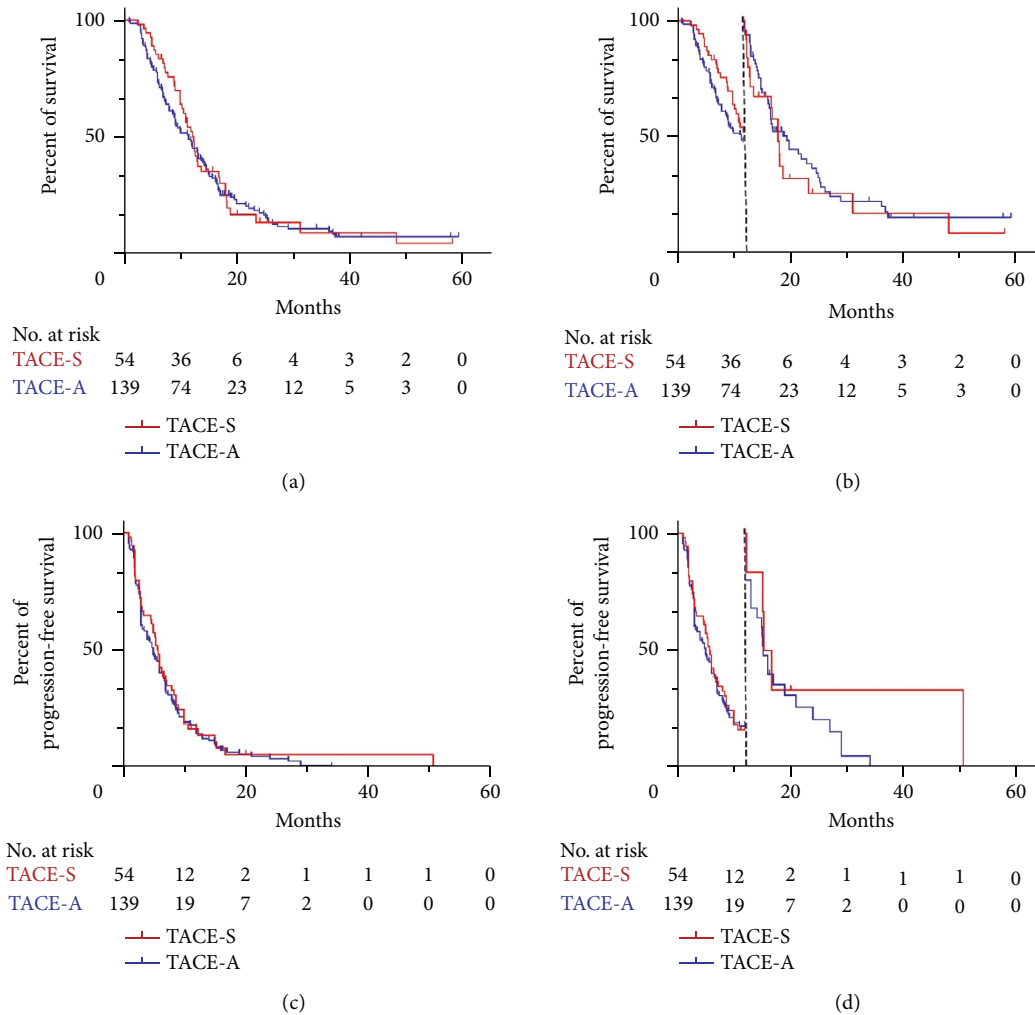 100
50
Percent of survival
0
20
40
60
Months
No. at risk
TACE-S 54 36 6 4 3 2 0
TACE-A 139 74 23 12 5 3 0
TACE-S
TACE-A
(a)
100
50
Percent of survival
0
20
40
60
Months
No. at risk
TACE-S 54 36 6 4 3 2 0
TACE-A 139 74 23 12 5 3 0
TACE-S
TACE-A
(b)
100
50
Percent of
progression-free survival
0
20
40
60
Months
No. at risk
TACE-S 54 12 2 1 1 1 0
TACE-A 139 19 7 2 0 0 0
TACE-S
TACE-A
(c)
100
50
Percent of
progression-free survival
0
20
40
60
Months
No. at risk
TACE-S 54 12 2 1 1 1 0
TACE-A 139 19 7 2 0 0 0
TACE-S
TACE-A
(d)